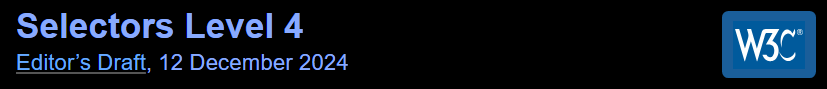 Selectors Level 4
W3C®
Editor’s Draft, 12 December 2024